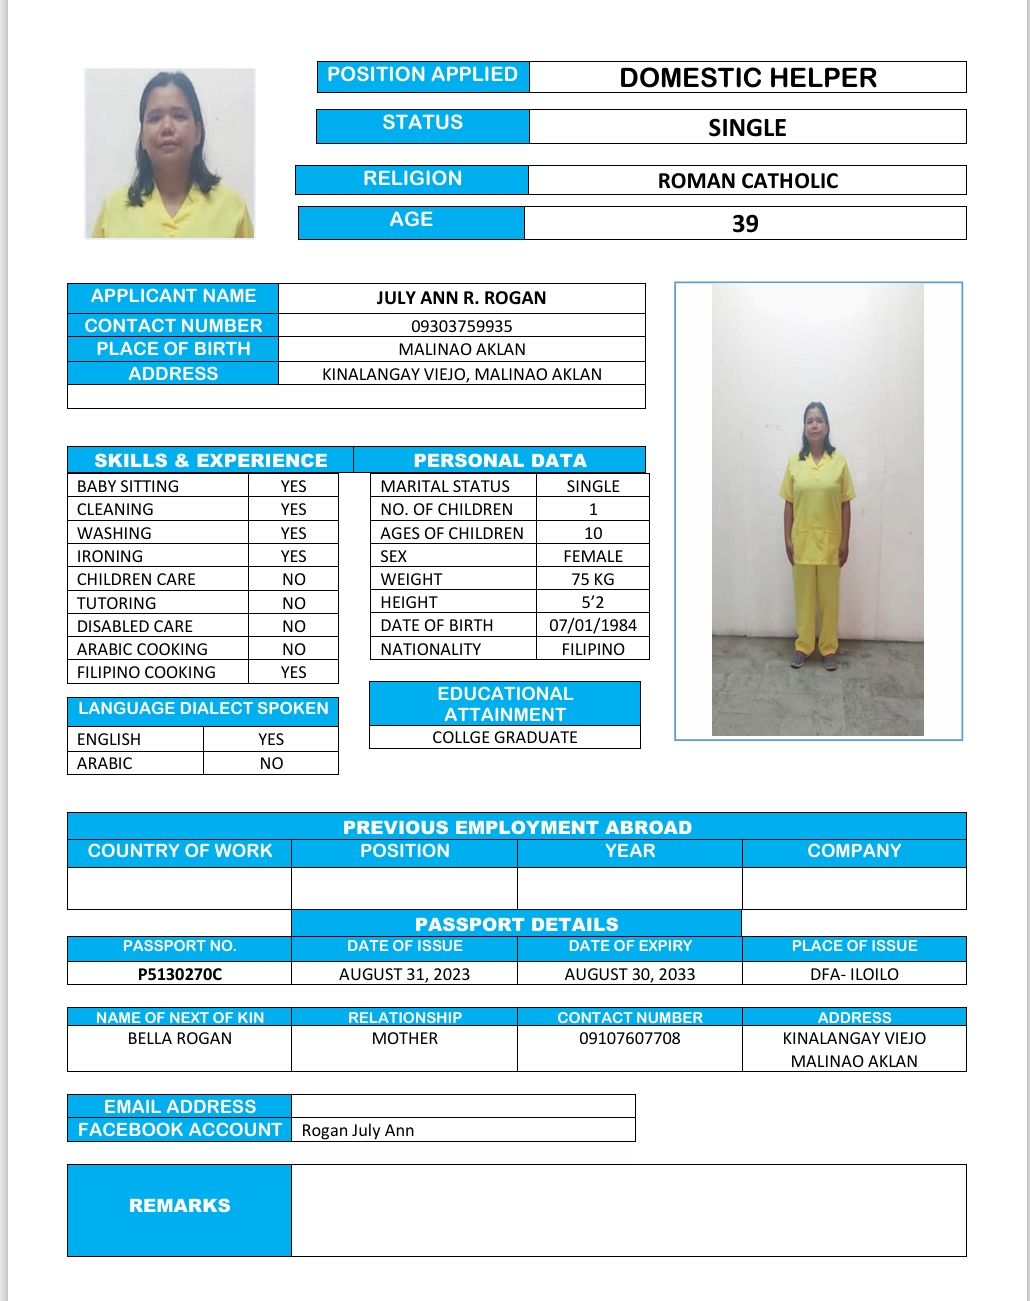 POSITION APPLIED DOMESTIC HELPER
STATUS SINGLE
RELIGION ROMAN CATHOLIC
AGE 39
APPLICANT NAME JULY ANN R. ROGAN
CONTACT NUMBER 09303759935
PLACE OF BIRTH MALINAO AKLAN
ADDRESS KINALANGAY VIEJO, MALINAO AKLAN
SKILLS & EXPERIENCE PERSONAL DATA
BABY SITTING YES MARITAL STATUS SINGLE
CLEANING YES NO. OF CHILDREN 1
WASHING YES AGES OF CHILDREN 10
IRONING YES SEX FEMALE
CHILDREN CARE NO WEIGHT 75 KG
TUTORING NO HEIGHT 5’2
DISABLED CARE NO DATE OF BIRTH 07/01/1984
ARABIC COOKING NO NATIONALITY FILIPINO
FILIPINO COOKING YES
LANGUAGE DIALECT SPOKEN
ENGLISH YES
ARABIC NO
EDUCATIONAL
ATTAINMENT
COLLGE GRADUATE
PREVIOUS EMPLOYMENT ABROAD
COUNTRY OF WORK POSITION YEAR COMPANY
PASSPORT DETAILS
PASSPORT NO. DATE OF ISSUE DATE OF EXPIRY PLACE OF ISSUE
P5130270C AUGUST 31, 2023 AUGUST 30, 2033 DFA- ILOILO
NAME OF NEXT OF KIN RELATIONSHIP CONTACT NUMBER ADDRESS
BELLA ROGAN MOTHER 09107607708 KINALANGAY VIEJO
MALINAO AKLAN
EMAIL ADDRESS
FACEBOOK ACCOUNT Rogan July Ann
REMARKS